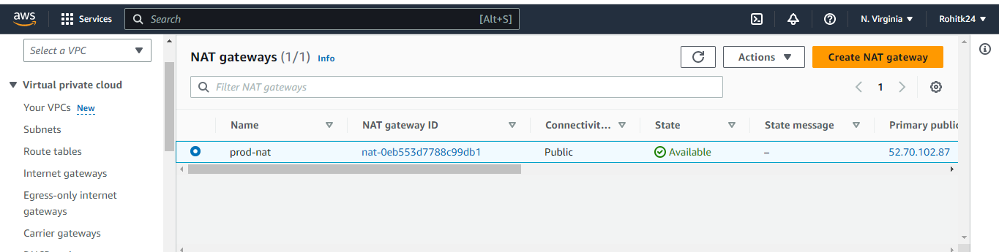 aws Services Search [Alt+S] N. Virginia Rohitk24
Select a VPC
Virtual private cloud
Your VPCs New
Subnets
Route tables
Internet gateways
Egress-only internet
gateways
Carrier gateways
NAT gateways (1/1) Info Actions Create NAT gateway
Filter NAT gateways 1
Name NAT gateway ID Connectivit... State State message Primary public
prod-nat nat-0eb553d7788c99db1 Public Available – 52.70.102.87